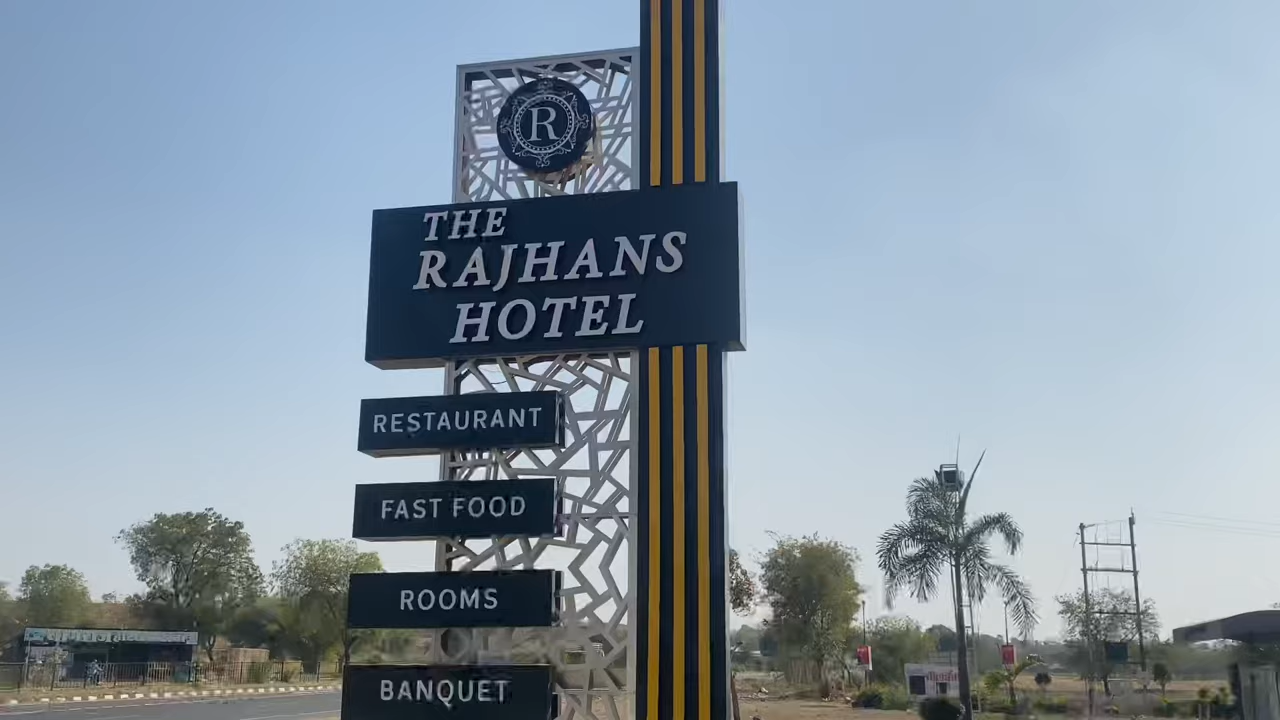 R
THE
RAJHANS
HOTEL
RESTAURANT
FAST FOOD
ROOMS
BANQUET